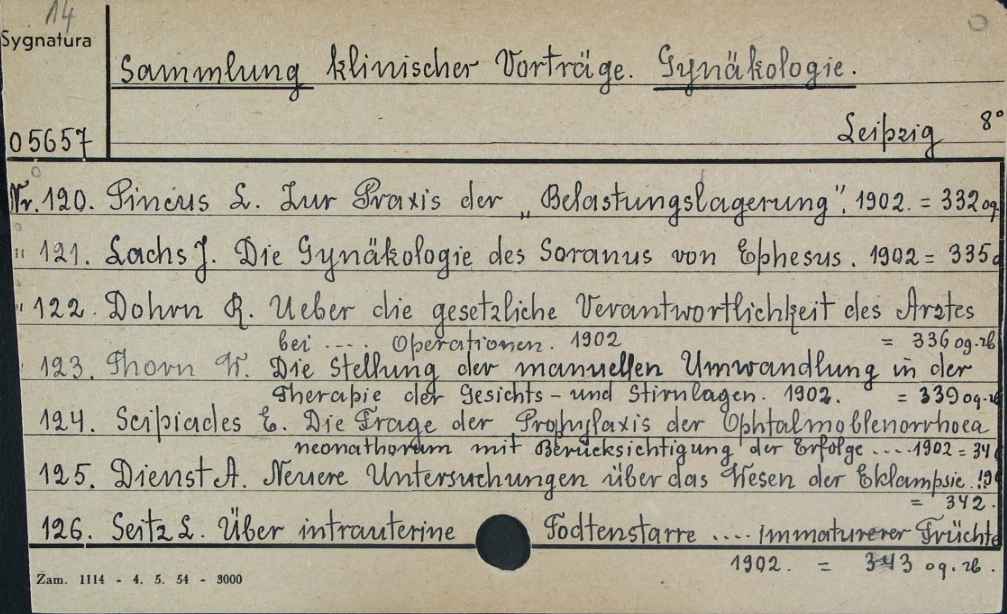 14
Sygnatura
Sammlung klinischer Vorträge. Gynäkologie.
05657
Leipzig 8°
Nr. 120. Pincus L. Zur Praxis der „Belastungslagerung". 1902. = 332 og.
" 121. Lachs J. Die Gynäkologie des Soranus von Ephesus. 1902 = 335
" 122. Dohrn R. Ueber die gesetzliche Verantwortlichkeit des Arztes
bei .... Operationen. 1902 = 336 og. zb
123. Thorn W. Die Stellung der manuellen Umwandlung in der
Therapie der Gesichts- und Stirnlagen. 1902. = 339 og.
124. Scipiades E. Die Frage der Prophylaxis der Ophtalmoblenorrhoea
neonathorum mit Berücksichtigung der Erfolge .... 1902 = 34
125. Dienst A. Neuere Untersuchungen über das Wesen der Eklampsie.
= 342.
126. Seitz L. Über intrauterine Todtenstarre .... immaturerer Früchte
1902. = 343 og. zb.
Zam. 1114 - 4. 5. 54 - 3000